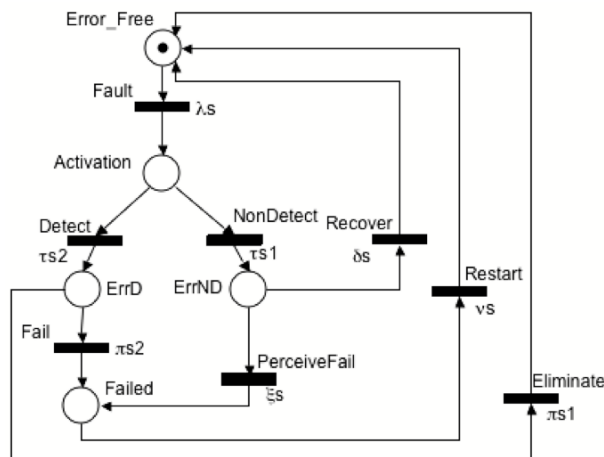 Error_Free
Fault
λs
Activation
Detect
NonDetect
Recover
τs2
τs1
δs
Restart
ErrD
ErrND
νs
Fail
πs2
PerceiveFail
Failed
ξs
Eliminate
πs1